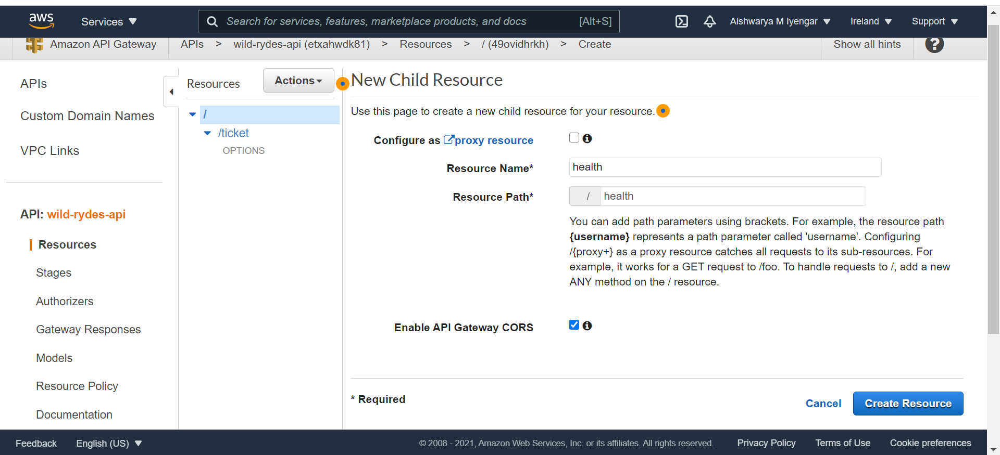 aws
Services
Search for services, features, marketplace products, and docs
[Alt+S]
Aishwarya M Iyengar
Ireland
Support
Amazon API Gateway
APIs > wild-rydes-api (etxahwdk81) > Resources > / (49ovidhrkh) > Create
Show all hints
?
APIs
Custom Domain Names
VPC Links
API: wild-rydes-api
Resources
Stages
Authorizers
Gateway Responses
Models
Resource Policy
Documentation
Resources
Actions
/
/ticket
OPTIONS
New Child Resource
Use this page to create a new child resource for your resource.
Configure as proxy resource
Resource Name*
health
Resource Path*
/ health
You can add path parameters using brackets. For example, the resource path
{username} represents a path parameter called 'username'. Configuring
/{proxy+} as a proxy resource catches all requests to its sub-resources. For
example, it works for a GET request to /foo. To handle requests to /, add a new
ANY method on the / resource.
Enable API Gateway CORS
* Required
Cancel
Create Resource
Feedback
English (US)
© 2008 - 2021, Amazon Web Services, Inc. or its affiliates. All rights reserved.
Privacy Policy
Terms of Use
Cookie preferences